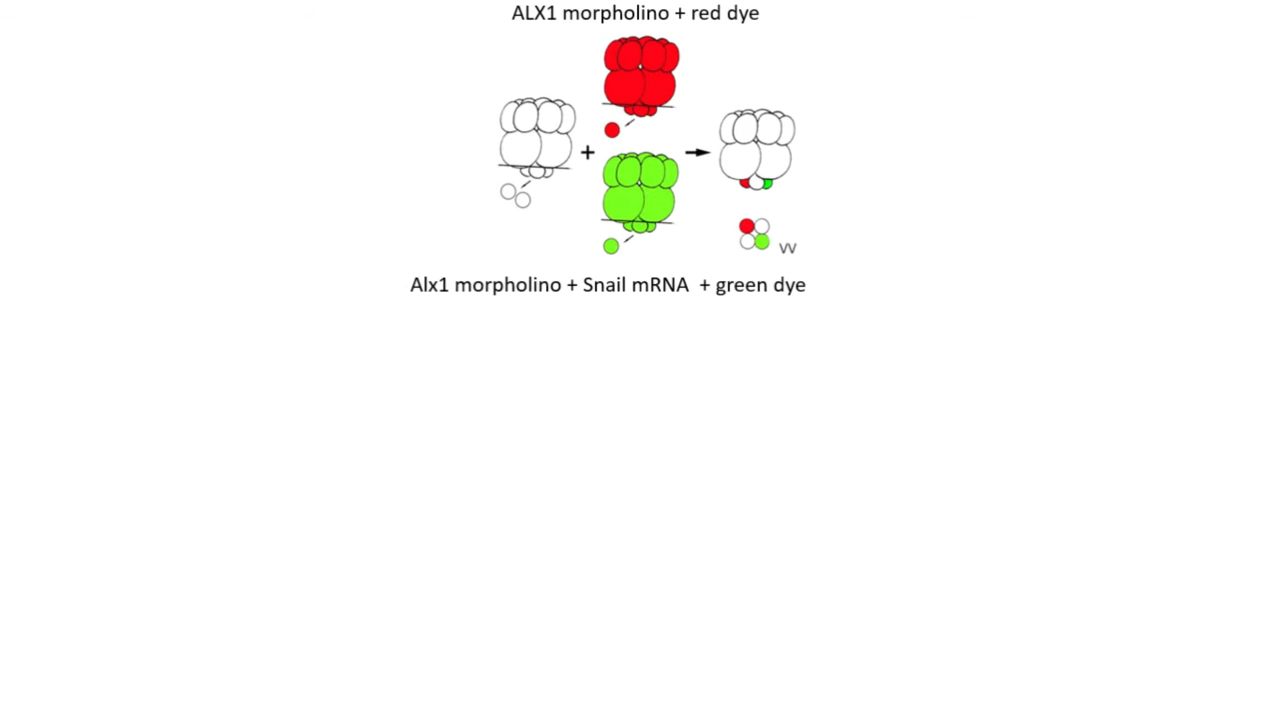 ALX1 morpholino + red dye
+
VV
Alx1 morpholino + Snail mRNA + green dye